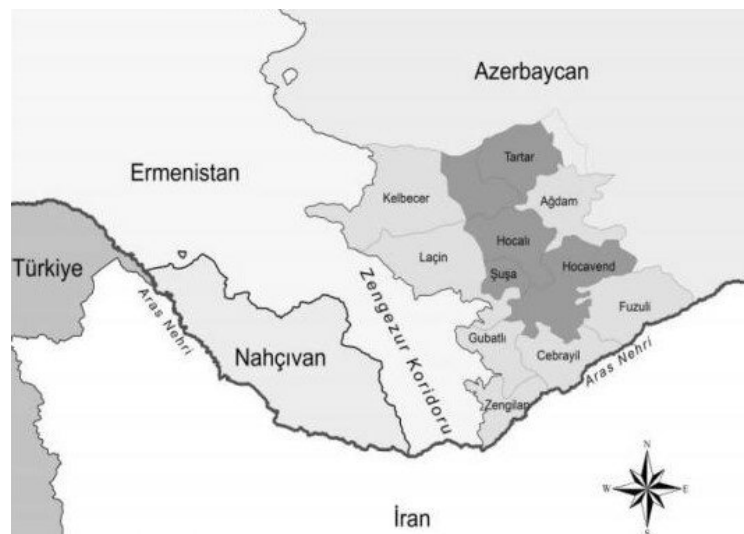 Azerbaycan
Ermenistan
Tartar
Kelbecer
Ağdam
Hocalı
Laçin
Hocavend
Türkiye
Şuşa
Zengezur Koridoru
Aras Nehri
Fuzuli
Gubatlı
Nahçıvan
Cebrayil
Aras Nehri
Zengilan
N
W
E
S
İran